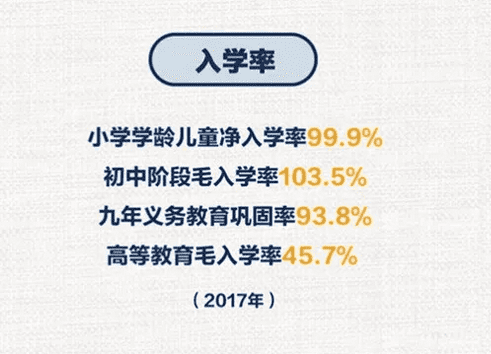 入学率
小学学龄儿童净入学率99.9%
初中阶段毛入学率103.5%
九年义务教育巩固率93.8%
高等教育毛入学率45.7%
（2017年）